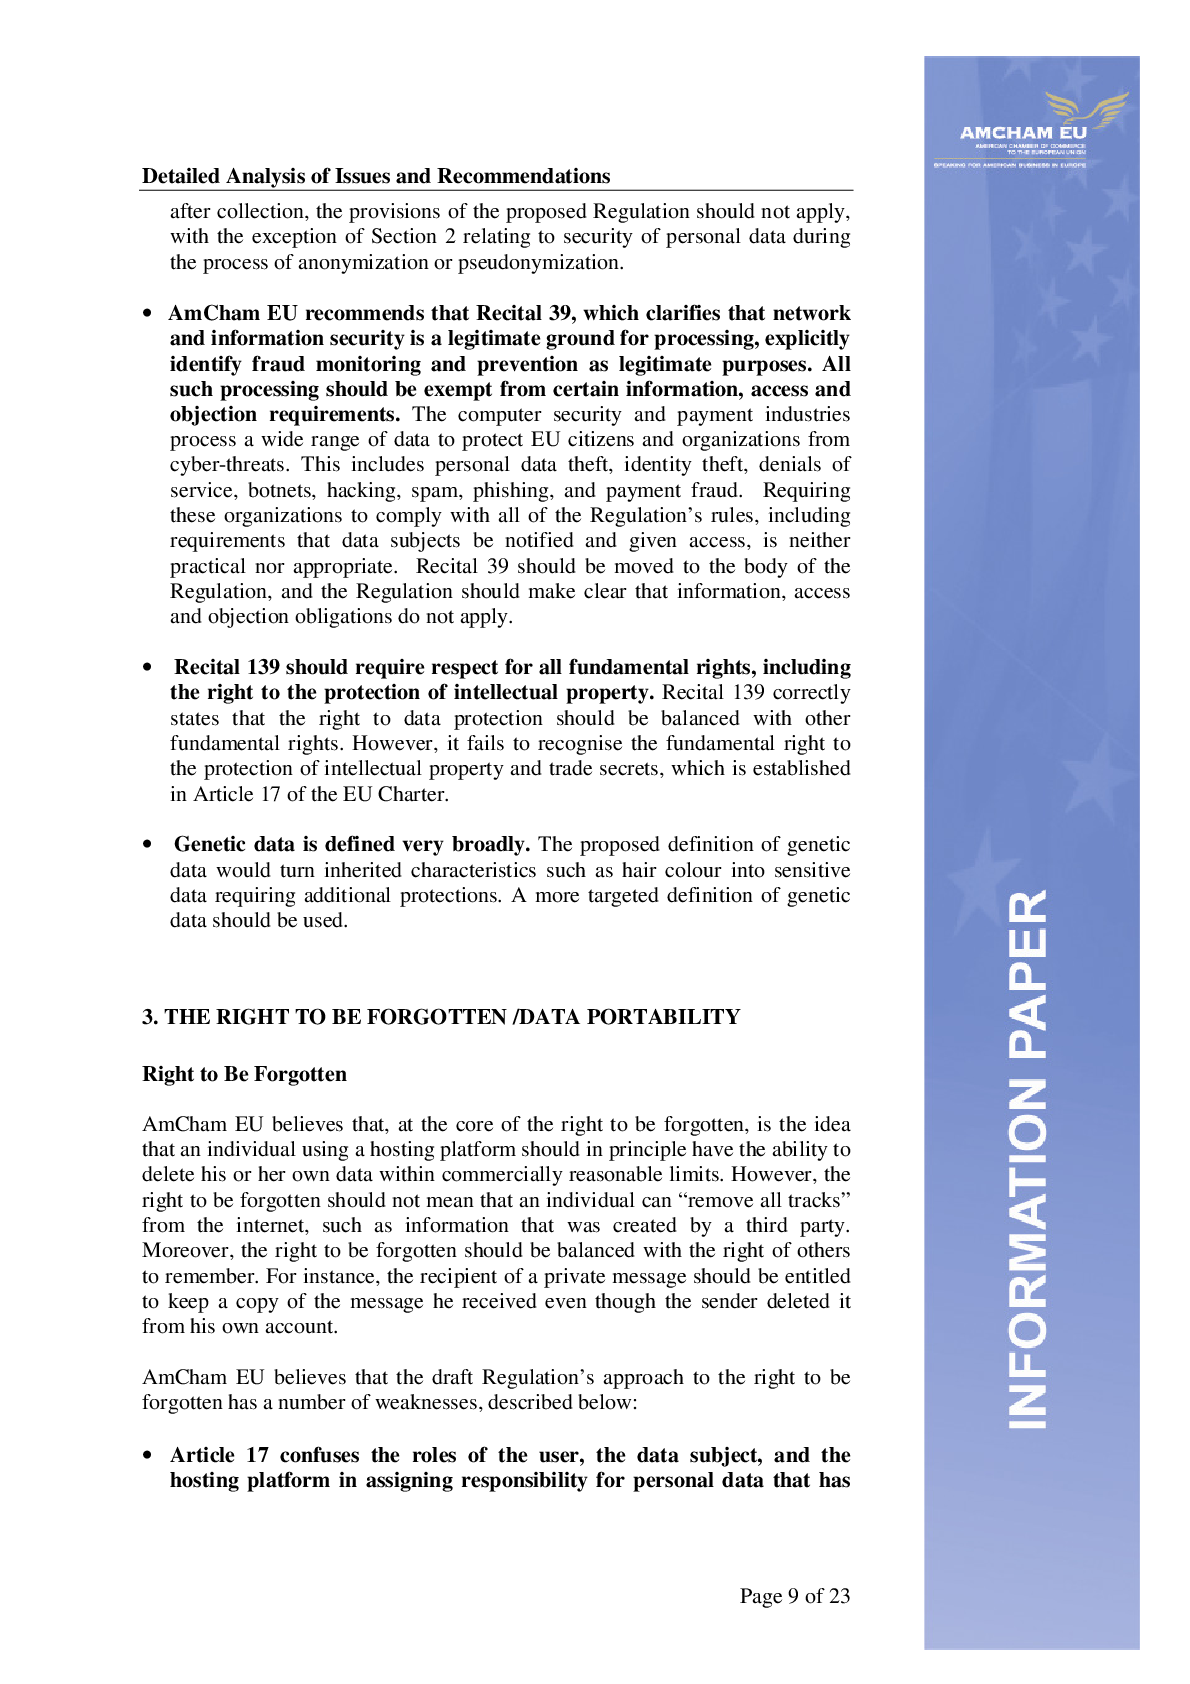 AMCHAM EU
AMERICAN CHAMBER OF COMMERCE
TO THE EUROPEAN UNION
SPEAKING FOR AMERICAN BUSINESS IN EUROPE
Detailed Analysis of Issues and Recommendations
after collection, the provisions of the proposed Regulation should not apply,
with the exception of Section 2 relating to security of personal data during
the process of anonymization or pseudonymization.
• AmCham EU recommends that Recital 39, which clarifies that network
and information security is a legitimate ground for processing, explicitly
identify fraud monitoring and prevention as legitimate purposes. All
such processing should be exempt from certain information, access and
objection requirements. The computer security and payment industries
process a wide range of data to protect EU citizens and organizations from
cyber-threats. This includes personal data theft, identity theft, denials of
service, botnets, hacking, spam, phishing, and payment fraud. Requiring
these organizations to comply with all of the Regulation’s rules, including
requirements that data subjects be notified and given access, is neither
practical nor appropriate. Recital 39 should be moved to the body of the
Regulation, and the Regulation should make clear that information, access
and objection obligations do not apply.
• Recital 139 should require respect for all fundamental rights, including
the right to the protection of intellectual property. Recital 139 correctly
states that the right to data protection should be balanced with other
fundamental rights. However, it fails to recognise the fundamental right to
the protection of intellectual property and trade secrets, which is established
in Article 17 of the EU Charter.
• Genetic data is defined very broadly. The proposed definition of genetic
data would turn inherited characteristics such as hair colour into sensitive
data requiring additional protections. A more targeted definition of genetic
data should be used.
3. THE RIGHT TO BE FORGOTTEN /DATA PORTABILITY
Right to Be Forgotten
AmCham EU believes that, at the core of the right to be forgotten, is the idea
that an individual using a hosting platform should in principle have the ability to
delete his or her own data within commercially reasonable limits. However, the
right to be forgotten should not mean that an individual can “remove all tracks”
from the internet, such as information that was created by a third party.
Moreover, the right to be forgotten should be balanced with the right of others
to remember. For instance, the recipient of a private message should be entitled
to keep a copy of the message he received even though the sender deleted it
from his own account.
AmCham EU believes that the draft Regulation’s approach to the right to be
forgotten has a number of weaknesses, described below:
• Article 17 confuses the roles of the user, the data subject, and the
hosting platform in assigning responsibility for personal data that has
Page 9 of 23
INFORMATION PAPER